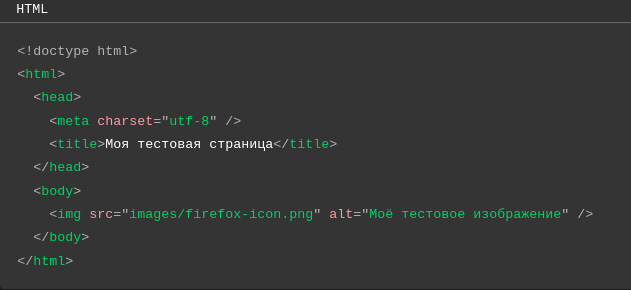 HTML
<!doctype html>
<html>
  <head>
    <meta charset="utf-8" />
    <title>Моя тестовая страница</title>
  </head>
  <body>
    <img src="images/firefox-icon.png" alt="Моё тестовое изображение" />
  </body>
</html>